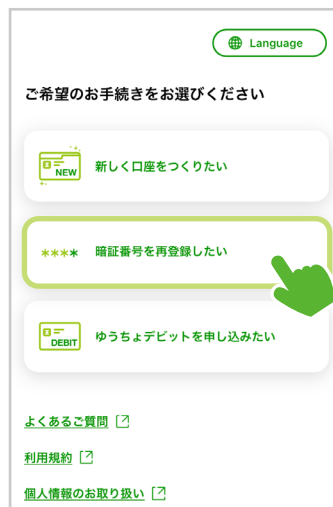 Language
ご希望のお手続きをお選びください
NEW
新しく口座をつくりたい
****
暗証番号を再登録したい
DEBIT
ゆうちょデビットを申し込みたい
よくあるご質問
利用規約
個人情報のお取り扱い